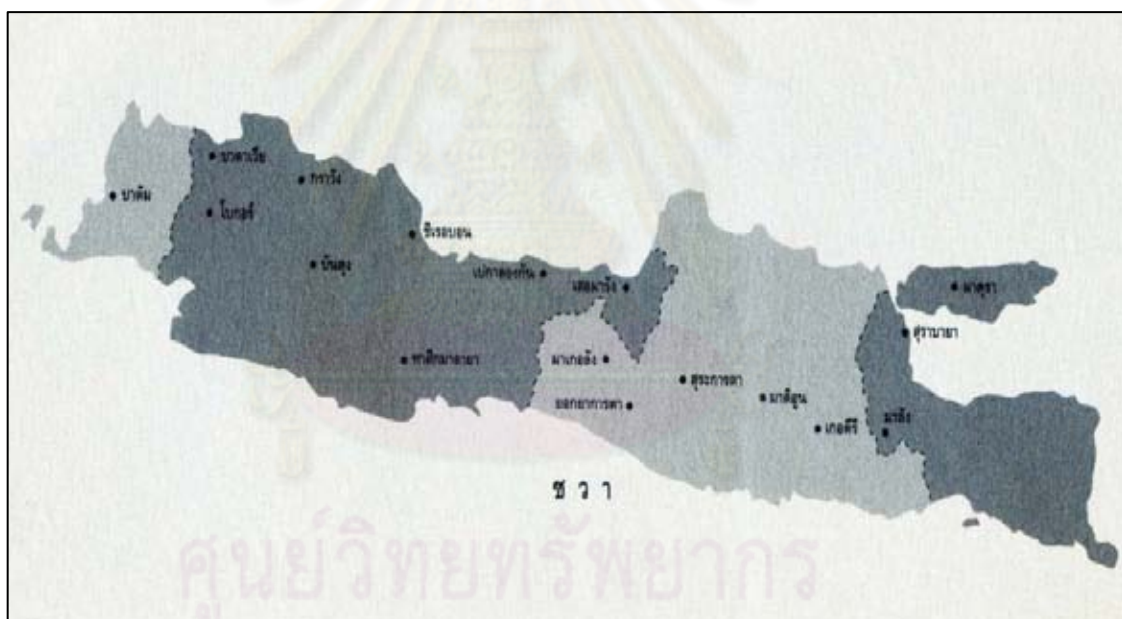 บาตัม
บาตาเวีย
การาวัง
โบกอร์
ซิเรอบอน
บันดุง
เปกาลองกัน
เสอมารัง
มาดุรา
สุราบายา
ทาสิกมาลายา
มาเกลัง
สุระการตา
ยอกยาการตา
มาดิอูน
เกอดีรี
มาลัง
ชวา
ศูนย์วิทยทรัพยากร